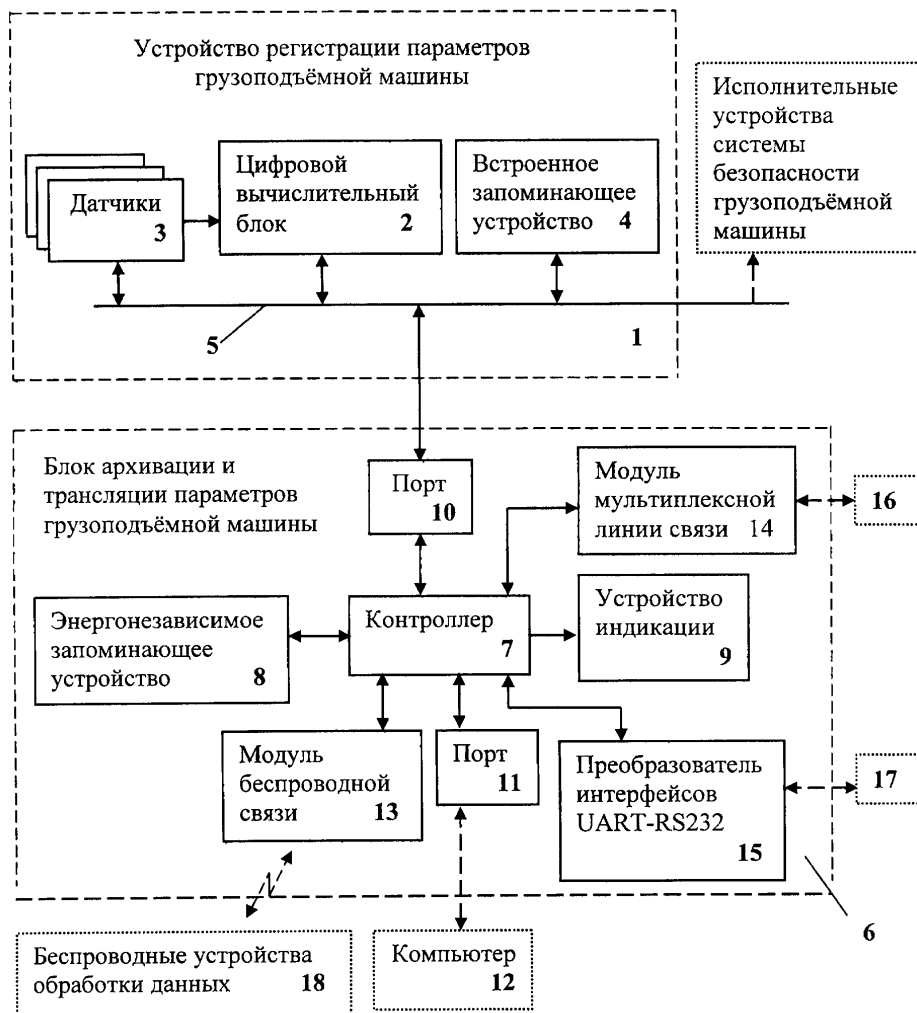 Устройство регистрации параметров
грузоподъёмной машины
Исполнительные
устройства
системы
безопасности
грузоподъёмной
машины
Датчики
3
Цифровой
вычислительный
блок 2
Встроенное
запоминающее
устройство 4
5
1
Блок архивации и
трансляции параметров
грузоподъёмной машины
Порт
10
Модуль
мультиплексной
линии связи 14
16
Энергонезависимое
запоминающее
устройство 8
Контроллер
7
Устройство
индикации
9
Модуль
беспроводной
связи 13
Порт
11
Преобразователь
интерфейсов
UART-RS232
15
17
6
Беспроводные устройства
обработки данных 18
Компьютер
12